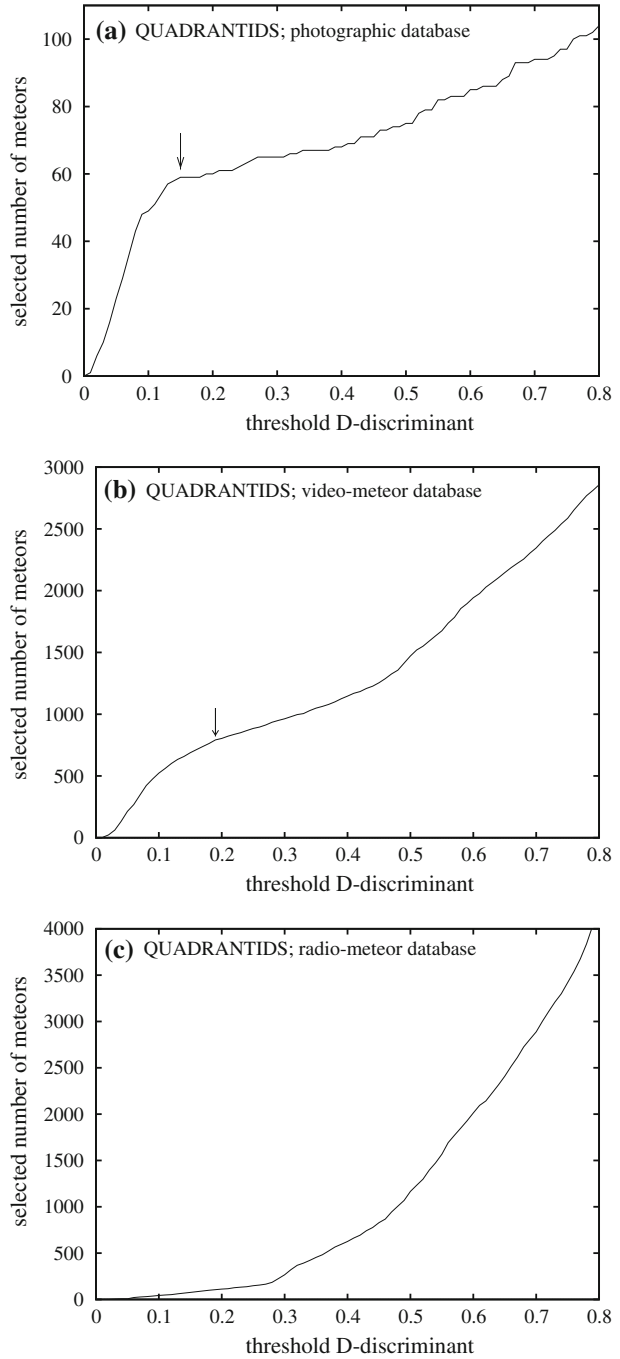 (a) QUADRANTIDS; photographic database
selected number of meteors
100
80
60
40
20
0
0 0.1 0.2 0.3 0.4 0.5 0.6 0.7 0.8
threshold D-discriminant
(b) QUADRANTIDS; video-meteor database
selected number of meteors
3000
2500
2000
1500
1000
500
0
0 0.1 0.2 0.3 0.4 0.5 0.6 0.7 0.8
threshold D-discriminant
(c) QUADRANTIDS; radio-meteor database
selected number of meteors
4000
3500
3000
2500
2000
1500
1000
500
0
0 0.1 0.2 0.3 0.4 0.5 0.6 0.7 0.8
threshold D-discriminant